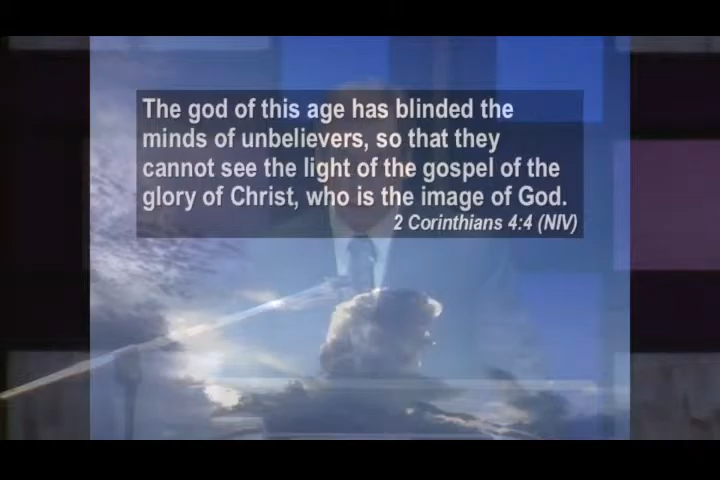 The god of this age has blinded the
minds of unbelievers, so that they
cannot see the light of the gospel of the
glory of Christ, who is the image of God.
2 Corinthians 4:4 (NIV)